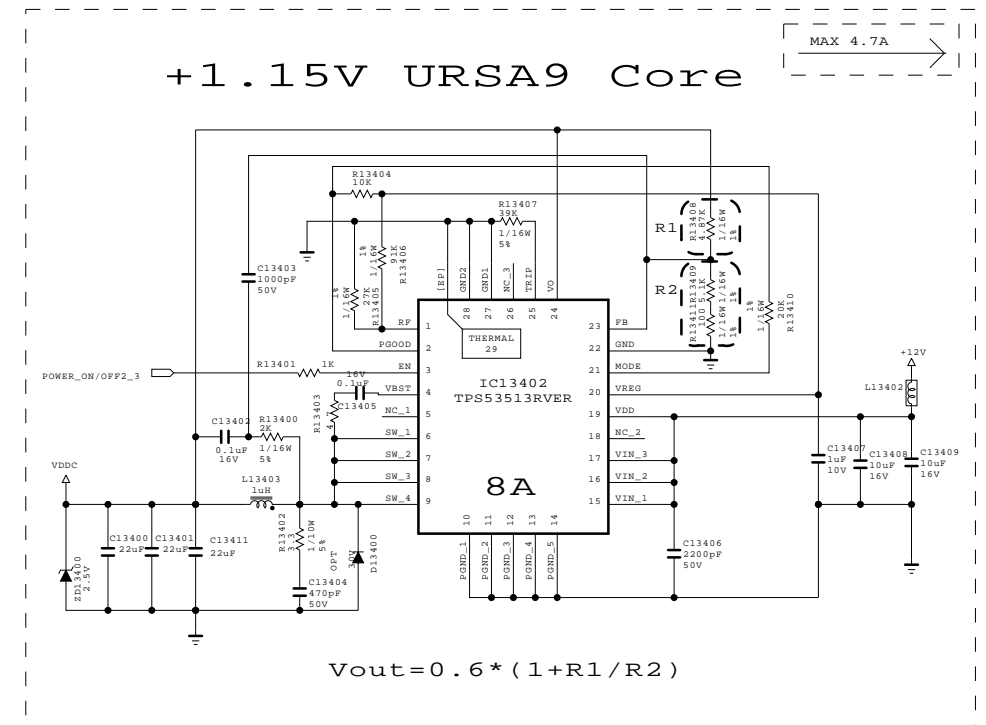 MAX 4.7A
+1.15V URSA9 Core
R13404
10K
R13407
39K
1/16W
5%
R1
R13408
4.87K
1/16W
1%
R2
R13409
5.1K
1/16W
1%
R13411
100
1/16W
1%
1%
1/16W
20K
R13410
C13403
1000pF
50V
1%
1/16W
91K
R13406
1%
1/16W
27K
R13405
[EP]
GND2
GND1
NC_3
TRIP
VO
28
27
26
25
24
RF
1
PGOOD
2
EN
3
VBST
4
NC_1
5
SW_1
6
SW_2
7
SW_3
8
SW_4
9
THERMAL
29
IC13402
TPS53513RVER
8A
23
FB
22
GND
21
MODE
20
VREG
19
VDD
18
NC_2
17
VIN_3
16
VIN_2
15
VIN_1
10
11
12
13
14
PGND_1
PGND_2
PGND_3
PGND_4
PGND_5
POWER_ON/OFF2_3
R13401
1K
16V
0.1uF
C13405
R13403
C13402
0.1uF
16V
R13400
2K
1/16W
5%
VDDC
L13403
1uH
R13402
3.3
1/10W
5%
OPT
30V
D13400
C13400
22uF
C13401
22uF
C13411
22uF
ZD13400
2.5V
C13404
470pF
50V
C13406
2200pF
50V
+12V
L13402
C13407
1uF
10V
C13408
10uF
16V
C13409
10uF
16V
Vout=0.6*(1+R1/R2)